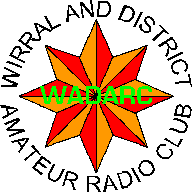 WIRRAL AND DISTRICT
WADARC
AMATEUR RADIO CLUB